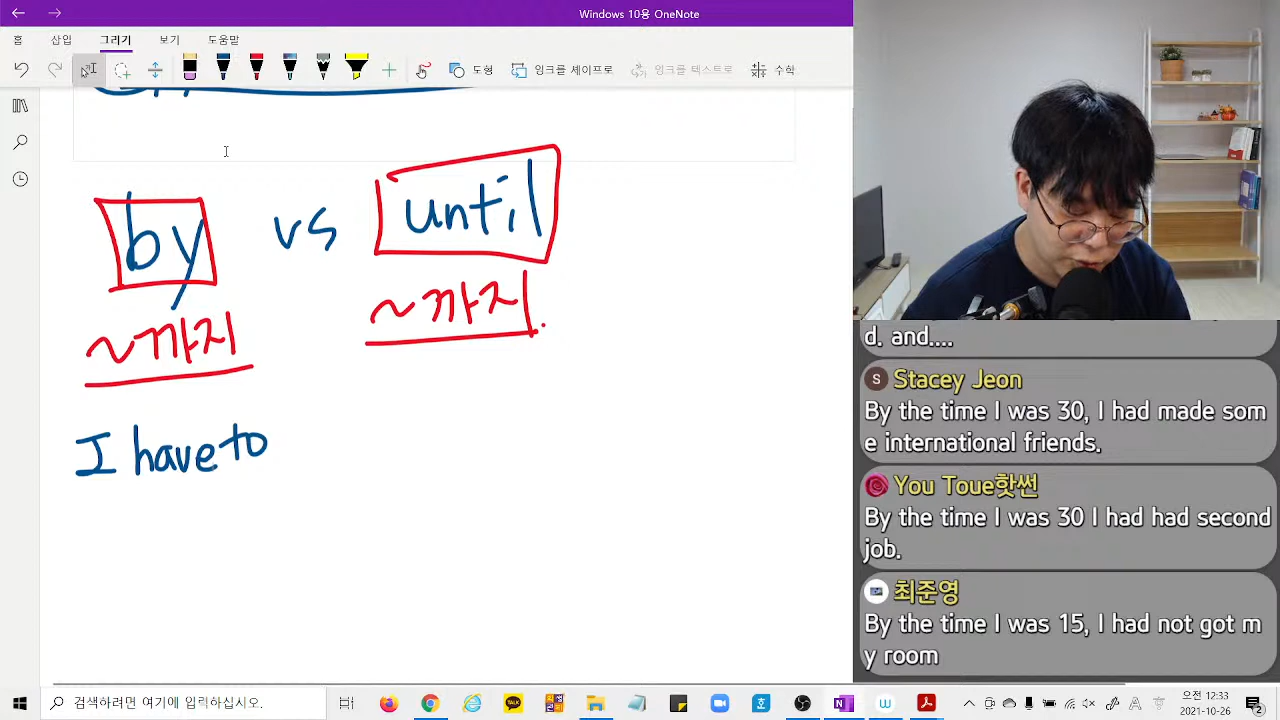 Windows 10용 OneNote
홈 삽입 그리기 보기 도움말
도형 잉크를 셰이프로 잉크를 텍스트로 수학
by vs until
~까지 ~까지.
I have to
d. and....
S Stacey Jeon
By the time I was 30, I had made som
e international friends.
You Toue핫썬
By the time I was 30 I had had second
job.
최준영
By the time I was 15, I had not got m
y room
검색하려면 여기에 입력하십시오.
TALK
오전 1:33
2021-10-26